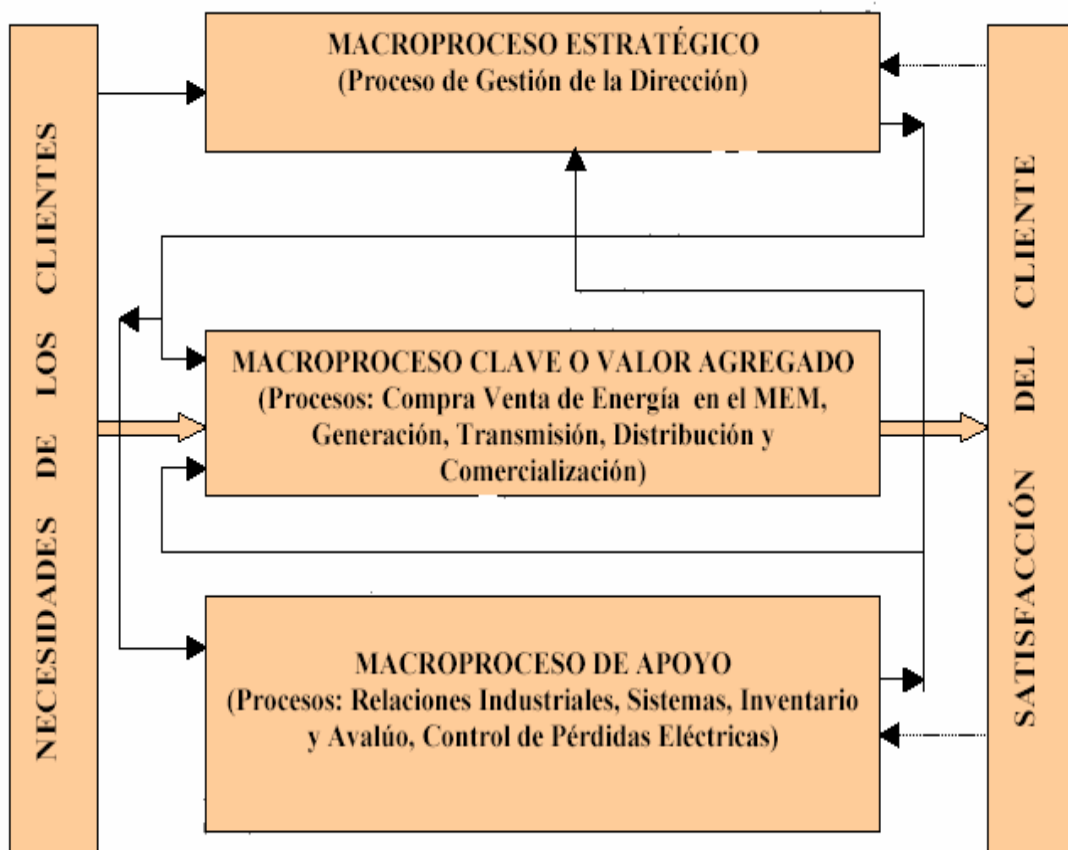 NECESIDADES DE LOS CLIENTES
MACROPROCESO ESTRATÉGICO
(Proceso de Gestión de la Dirección)
MACROPROCESO CLAVE O VALOR AGREGADO
(Procesos: Compra Venta de Energía en el MEM,
Generación, Transmisión, Distribución y
Comercialización)
MACROPROCESO DE APOYO
(Procesos: Relaciones Industriales, Sistemas, Inventario
y Avalúo, Control de Pérdidas Eléctricas)
SATISFACCIÓN DEL CLIENTE